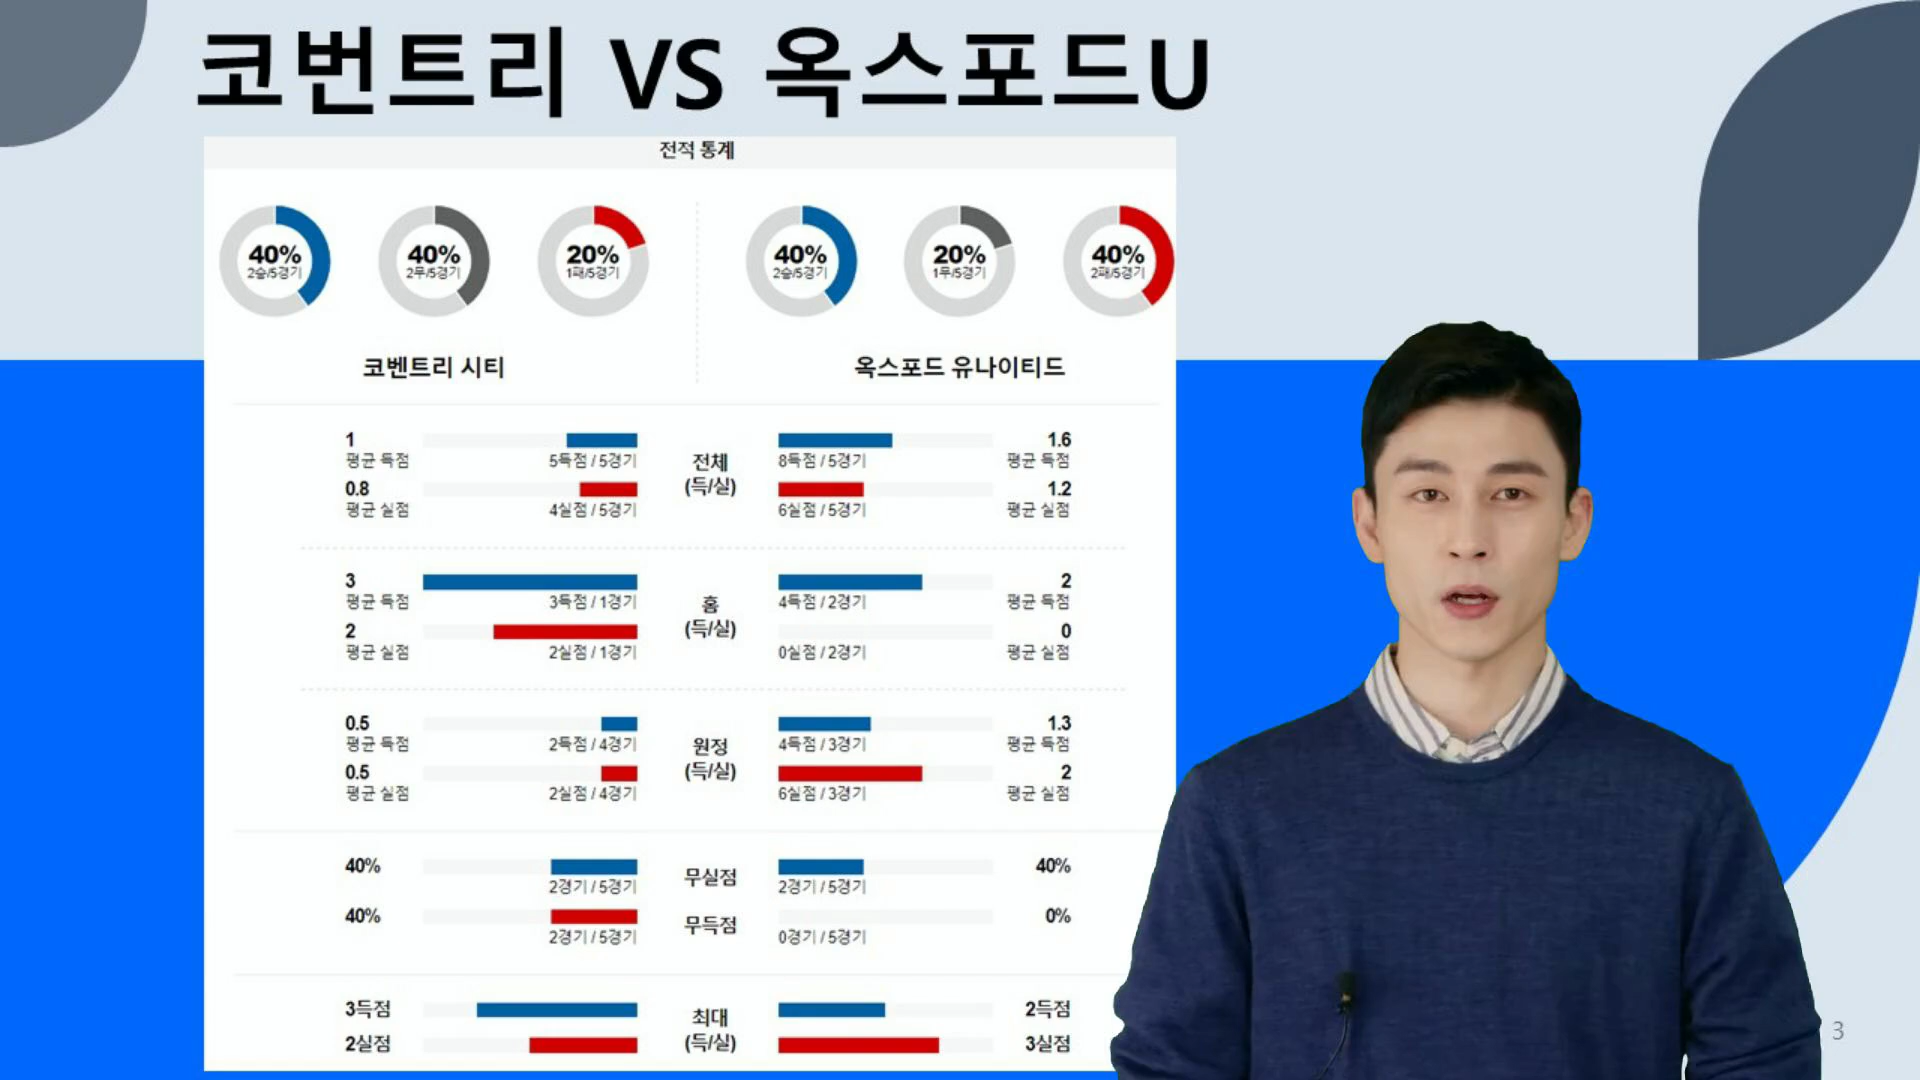 코번트리 VS 옥스포드U
전적 통계
40% 40% 20% 40% 20% 40%
2승/5경기 2무/5경기 1패/5경기 2승/5경기 1무/5경기 2패/5경기
코벤트리 시티 옥스포드 유나이티드
1 1.6
평균 득점 5득점 / 5경기 전체 8득점 / 5경기 평균 득점
0.8 (득/실) 1.2
평균 실점 4실점 / 5경기 6실점 / 5경기 평균 실점
3 2
평균 득점 3득점 / 1경기 홈 4득점 / 2경기 평균 득점
2 (득/실) 0
평균 실점 2실점 / 1경기 0실점 / 2경기 평균 실점
0.5 1.3
평균 득점 2득점 / 4경기 원정 4득점 / 3경기 평균 득점
0.5 (득/실) 2
평균 실점 2실점 / 4경기 6실점 / 3경기 평균 실점
40% 무실점 40%
2경기 / 5경기 2경기 / 5경기
40% 무득점 0%
2경기 / 5경기 0경기 / 5경기
3득점 최대 2득점
2실점 (득/실) 3실점
3